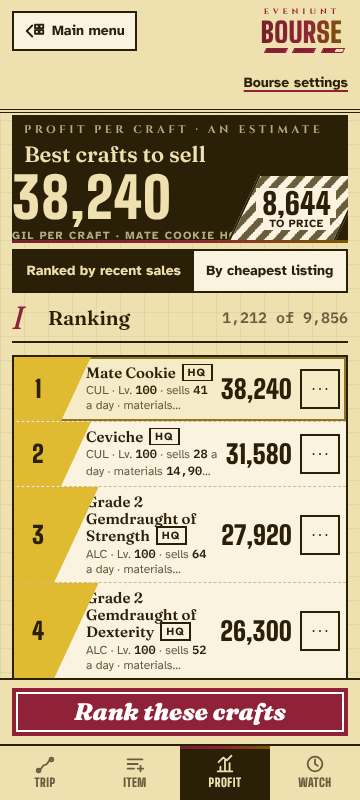 Main menu
EVENIUNT
BOURSE
Bourse settings
PROFIT PER CRAFT · AN ESTIMATE
Best crafts to sell
38,240
GIL PER CRAFT · MATE COOKIE
8,644
TO PRICE
Ranked by recent sales
By cheapest listing
I Ranking
1,212 of 9,856
1
Mate Cookie HQ
CUL · Lv. 100 · sells 41
a day · materials...
38,240
...
2
Ceviche HQ
CUL · Lv. 100 · sells 28 a
day · materials 14,90...
31,580
...
3
Grade 2
Gemdraught of
Strength HQ
ALC · Lv. 100 · sells 64
a day · materials...
27,920
...
4
Grade 2
Gemdraught of
Dexterity HQ
ALC · Lv. 100 · sells 52
a day · materials...
26,300
...
Rank these crafts
TRIP
ITEM
PROFIT
WATCH